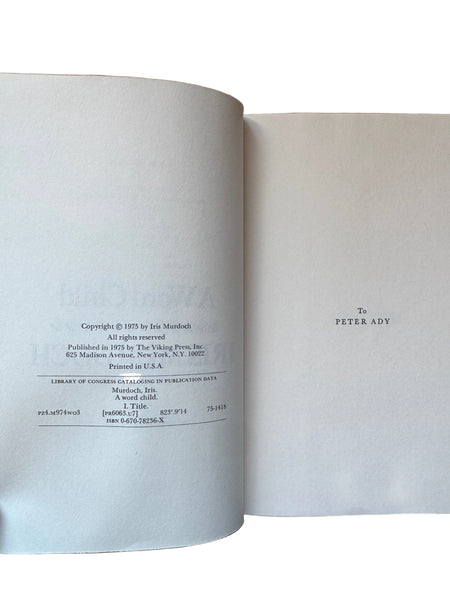 Copyright © 1975 by Iris Murdoch
All rights reserved
Published in 1975 by The Viking Press, Inc.
625 Madison Avenue, New York, N.Y. 10022
Printed in U.S.A.
LIBRARY OF CONGRESS CATALOGING IN PUBLICATION DATA
Murdoch, Iris.
A word child.
I. Title.
PZ4.M974WO3 [PR6063.U7] 823'.9'14 75-1418
ISBN 0-670-78236-X
To
PETER ADY